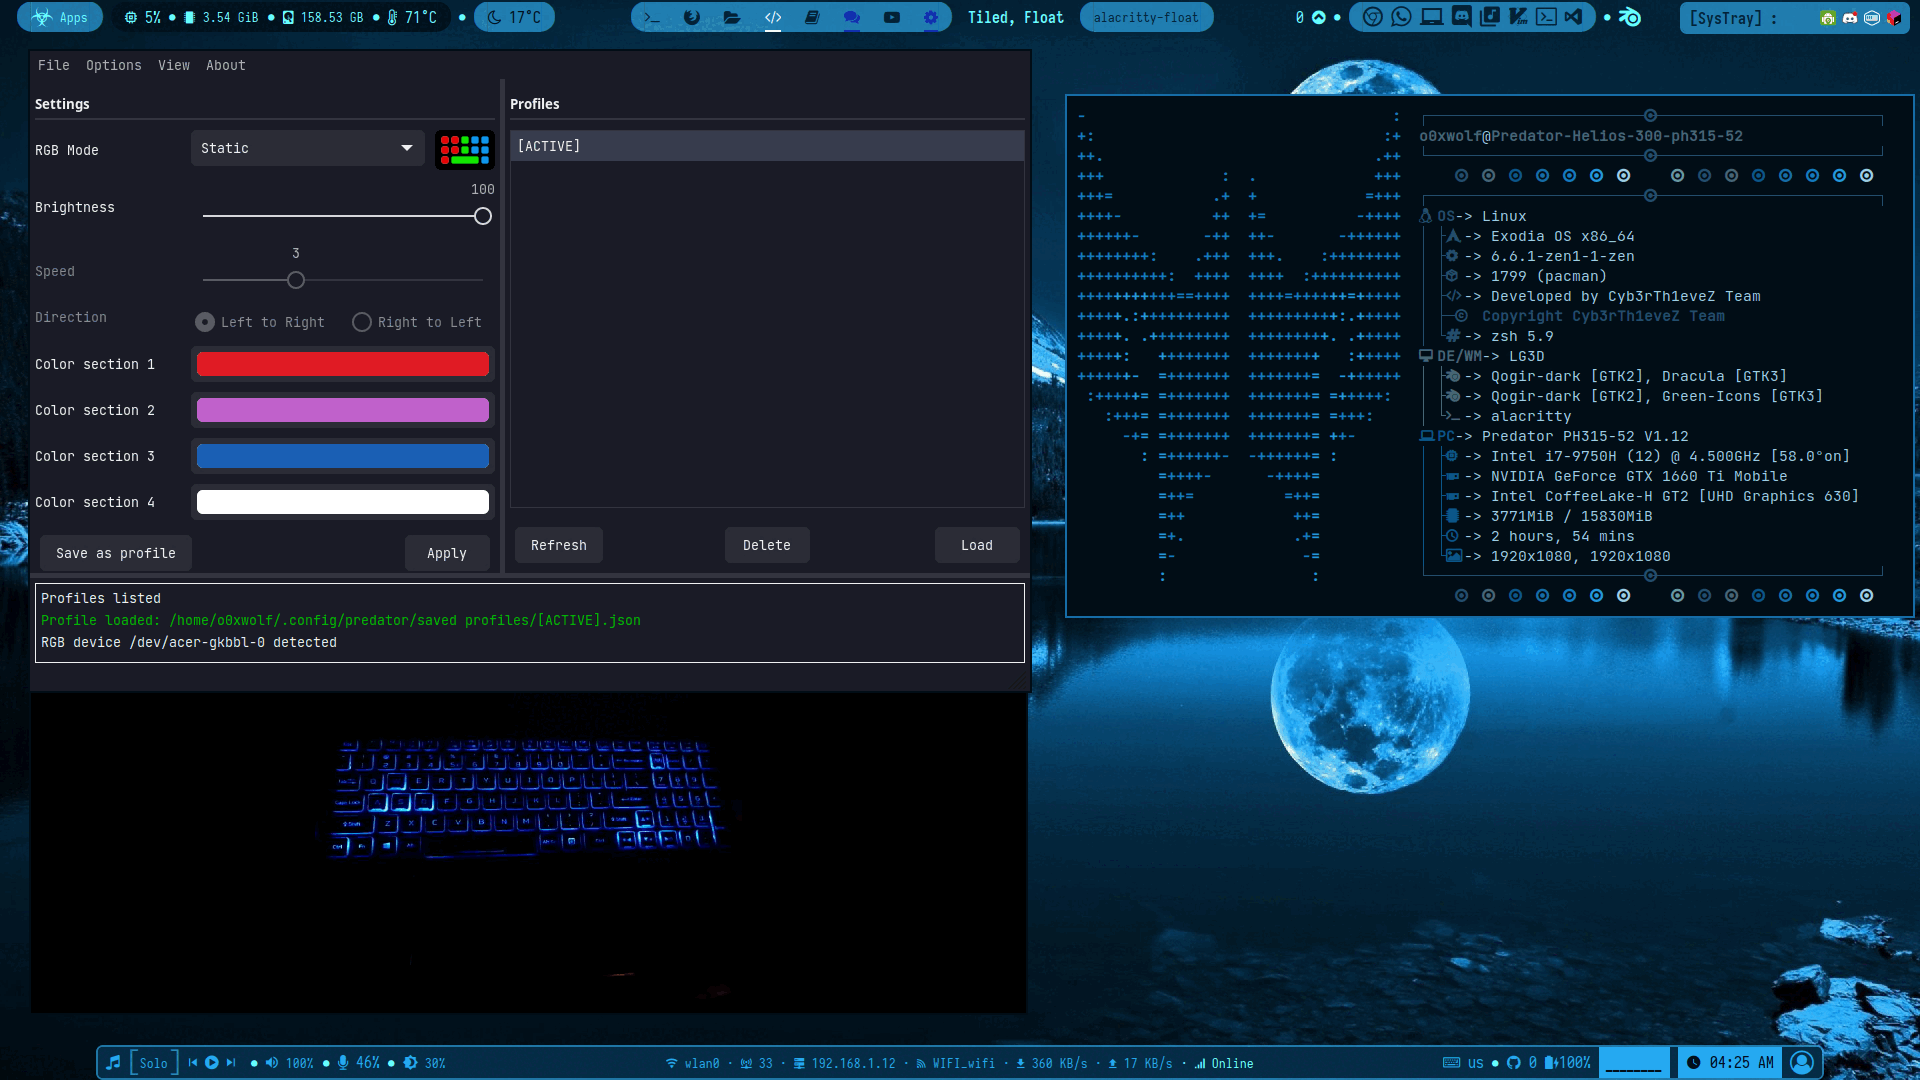 Apps 5% 3.54 GiB 158.53 GB 71°C 17°C
Tiled, Float alacritty-float 0 [SysTray] :
File Options View About
Settings
RGB Mode Static
100
Brightness
3
Speed
Direction Left to Right Right to Left
Color section 1
Color section 2
Color section 3
Color section 4
Save as profile Apply
Profiles
[ACTIVE]
Refresh Delete Load
Profiles listed
Profile loaded: /home/o0xwolf/.config/predator/saved profiles/[ACTIVE].json
RGB device /dev/acer-gkbbl-0 detected
o0xwolf@Predator-Helios-300-ph315-52
OS-> Linux
-> Exodia OS x86_64
-> 6.6.1-zen1-1-zen
-> 1799 (pacman)
-> Developed by Cyb3rTh1eveZ Team
© Copyright Cyb3rTh1eveZ Team
-> zsh 5.9
DE/WM-> LG3D
-> Qogir-dark [GTK2], Dracula [GTK3]
-> Qogir-dark [GTK2], Green-Icons [GTK3]
-> alacritty
PC-> Predator PH315-52 V1.12
-> Intel i7-9750H (12) @ 4.500GHz [58.0°on]
-> NVIDIA GeForce GTX 1660 Ti Mobile
-> Intel CoffeeLake-H GT2 [UHD Graphics 630]
-> 3771MiB / 15830MiB
-> 2 hours, 54 mins
-> 1920x1080, 1920x1080
[Solo] 100% 46% 30%
wlan0 · 33 · 192.168.1.12 · WIFI_wifi · 360 KB/s · 17 KB/s · Online
us 0 100% ________ 04:25 AM